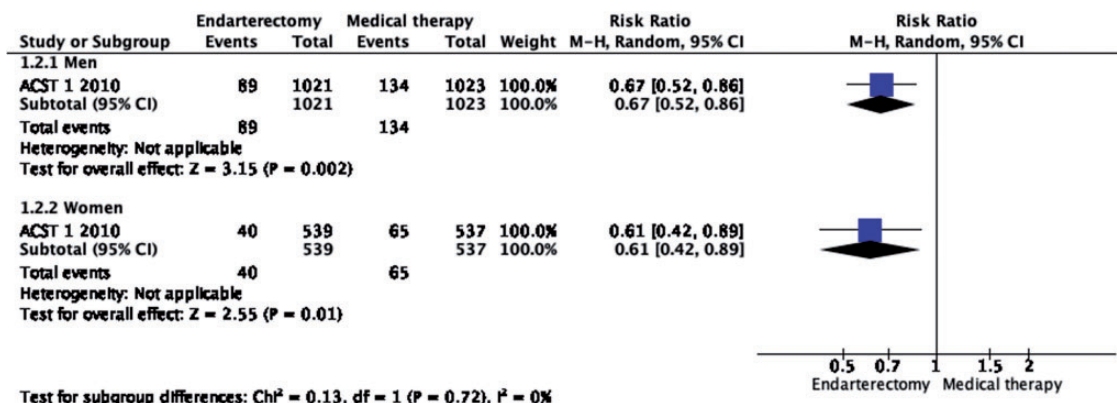 Endarterectomy Medical therapy Risk Ratio Risk Ratio
Study or Subgroup Events Total Events Total Weight M-H, Random, 95% CI M-H, Random, 95% CI
1.2.1 Men
ACST 1 2010 89 1021 134 1023 100.0% 0.67 [0.52, 0.86]
Subtotal (95% CI) 1021 1023 100.0% 0.67 [0.52, 0.86]
Total events 89 134
Heterogeneity: Not applicable
Test for overall effect: Z = 3.15 (P = 0.002)
1.2.2 Women
ACST 1 2010 40 539 65 537 100.0% 0.61 [0.42, 0.89]
Subtotal (95% CI) 539 537 100.0% 0.61 [0.42, 0.89]
Total events 40 65
Heterogeneity: Not applicable
Test for overall effect: Z = 2.55 (P = 0.01)
0.5 0.7 1 1.5 2
Endarterectomy Medical therapy
Test for subgroup differences: Chi² = 0.13, df = 1 (P = 0.72), I² = 0%